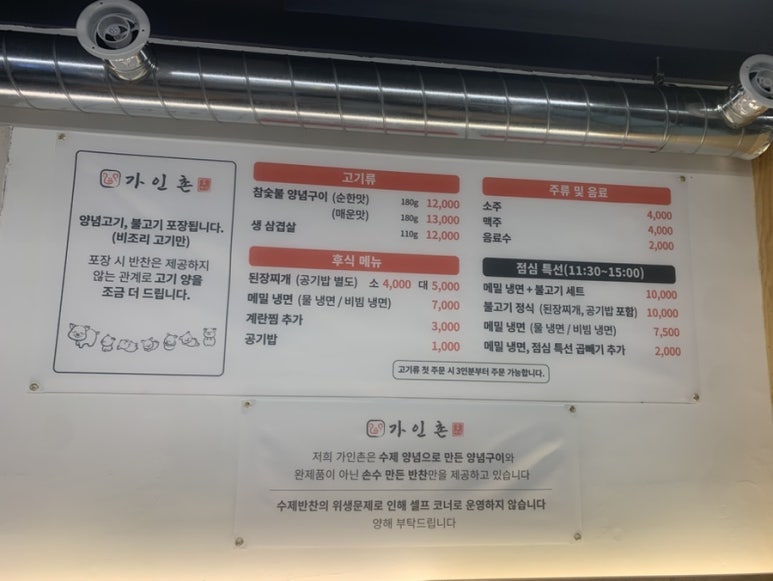 가인촌
양념고기, 불고기 포장됩니다.
(비조리 고기만)
포장 시 반찬은 제공하지
않는 관계로 고기 양을
조금 더 드립니다.
고기류
참숯불 양념구이 (순한맛) 180g 12,000
(매운맛) 180g 13,000
생 삼겹살 110g 12,000
후식 메뉴
된장찌개 (공기밥 별도) 소 4,000 대 5,000
메밀 냉면 (물 냉면 / 비빔 냉면) 7,000
계란찜 추가 3,000
공기밥 1,000
주류 및 음료
소주 4,000
맥주 4,000
음료수 2,000
점심 특선(11:30~15:00)
메밀 냉면 + 불고기 세트 10,000
불고기 정식 (된장찌개, 공기밥 포함) 10,000
메밀 냉면 (물 냉면 / 비빔 냉면) 7,500
메밀 냉면, 점심 특선 곱빼기 추가 2,000
고기류 첫 주문 시 3인분부터 주문 가능합니다.
가인촌
저희 가인촌은 수제 양념으로 만든 양념구이와
완제품이 아닌 손수 만든 반찬만을 제공하고 있습니다
수제반찬의 위생문제로 인해 셀프 코너로 운영하지 않습니다
양해 부탁드립니다